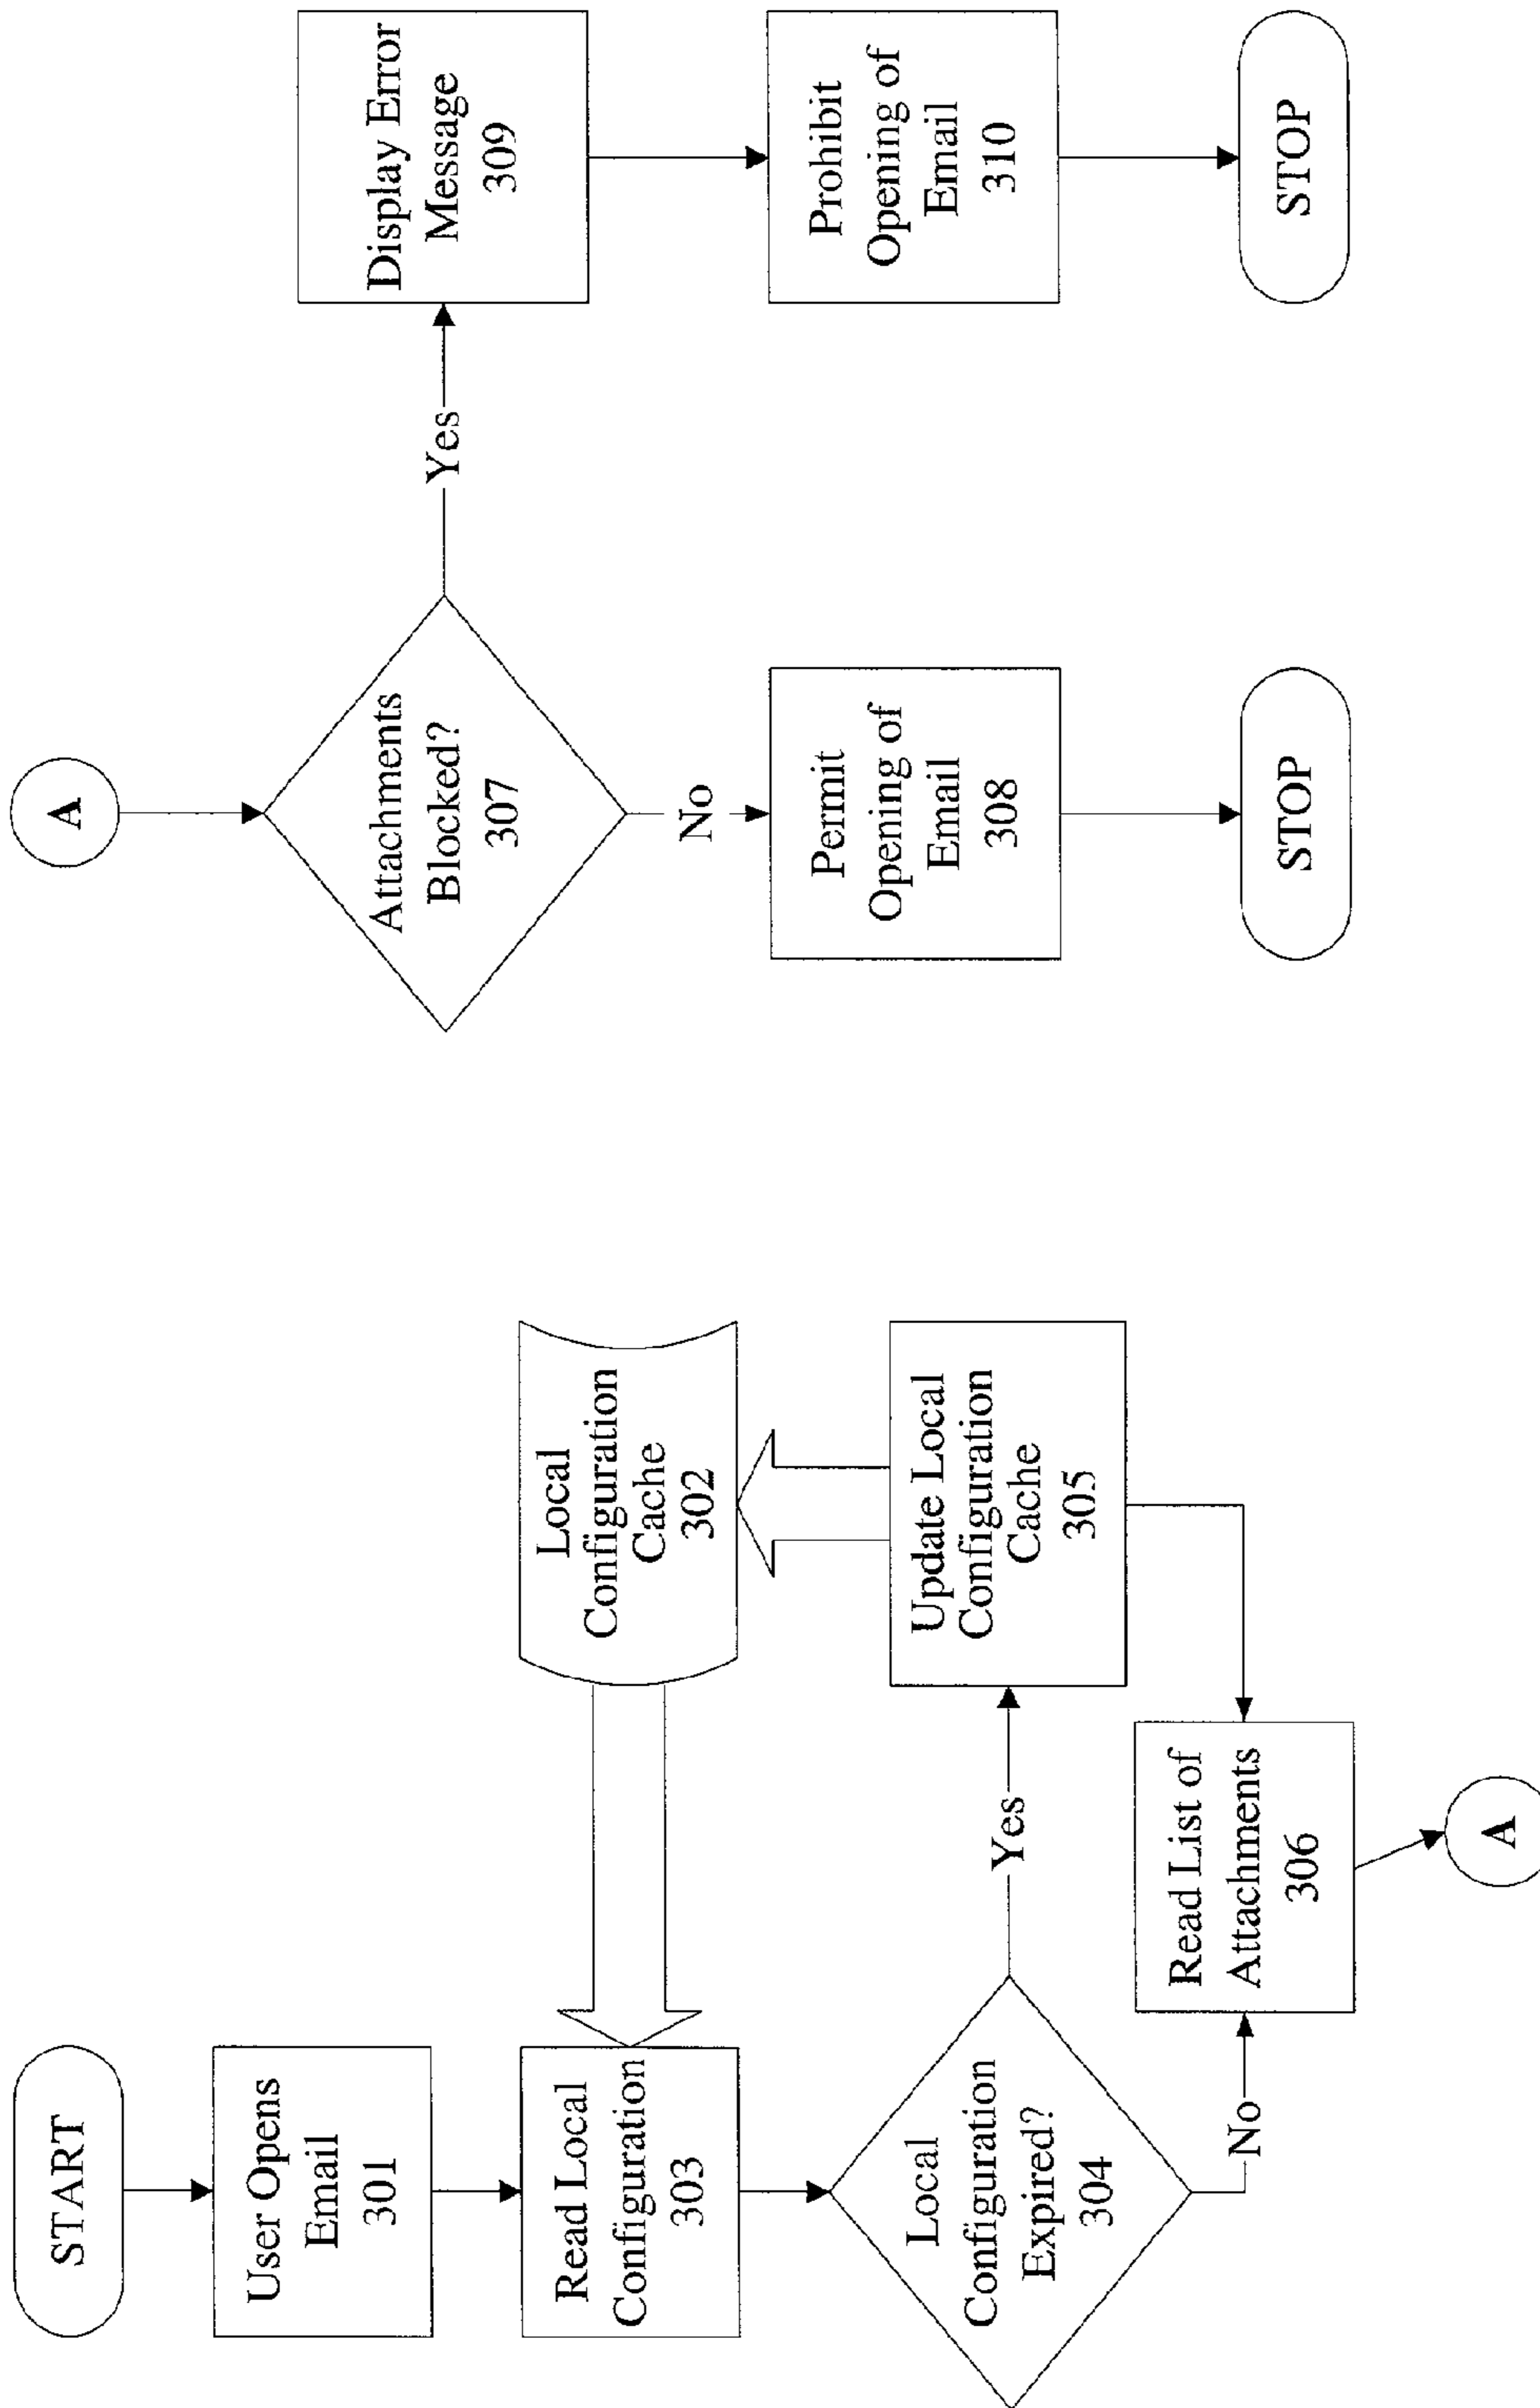 START
User Opens
Email
301
Local
Configuration
Cache
302
Read Local
Configuration
303
Local
Configuration
Expired?
304
Yes
Update Local
Configuration
Cache
305
No
Read List of
Attachments
306
A
A
Attachments
Blocked?
307
Yes
Display Error
Message
309
No
Permit
Opening of
Email
308
Prohibit
Opening of
Email
310
STOP
STOP